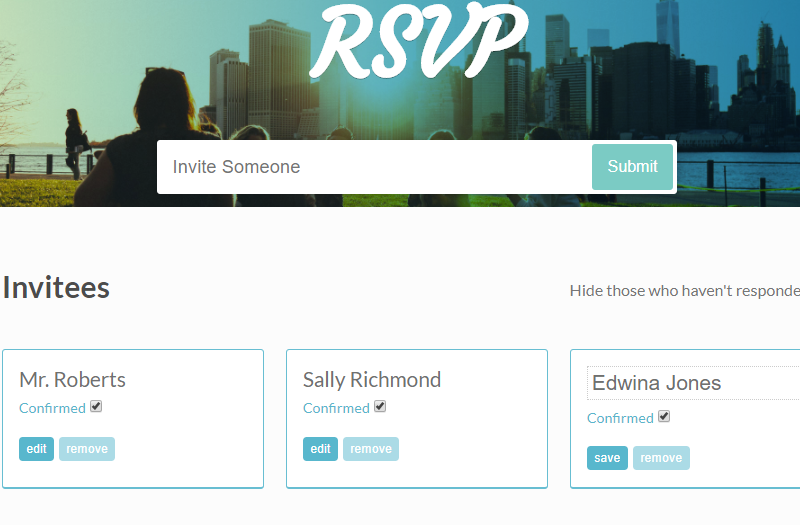 RSVP
Invite Someone
Submit
Invitees
Hide those who haven't responde
Mr. Roberts
Confirmed
edit
remove
Sally Richmond
Confirmed
edit
remove
Edwina Jones
Confirmed
save
remove